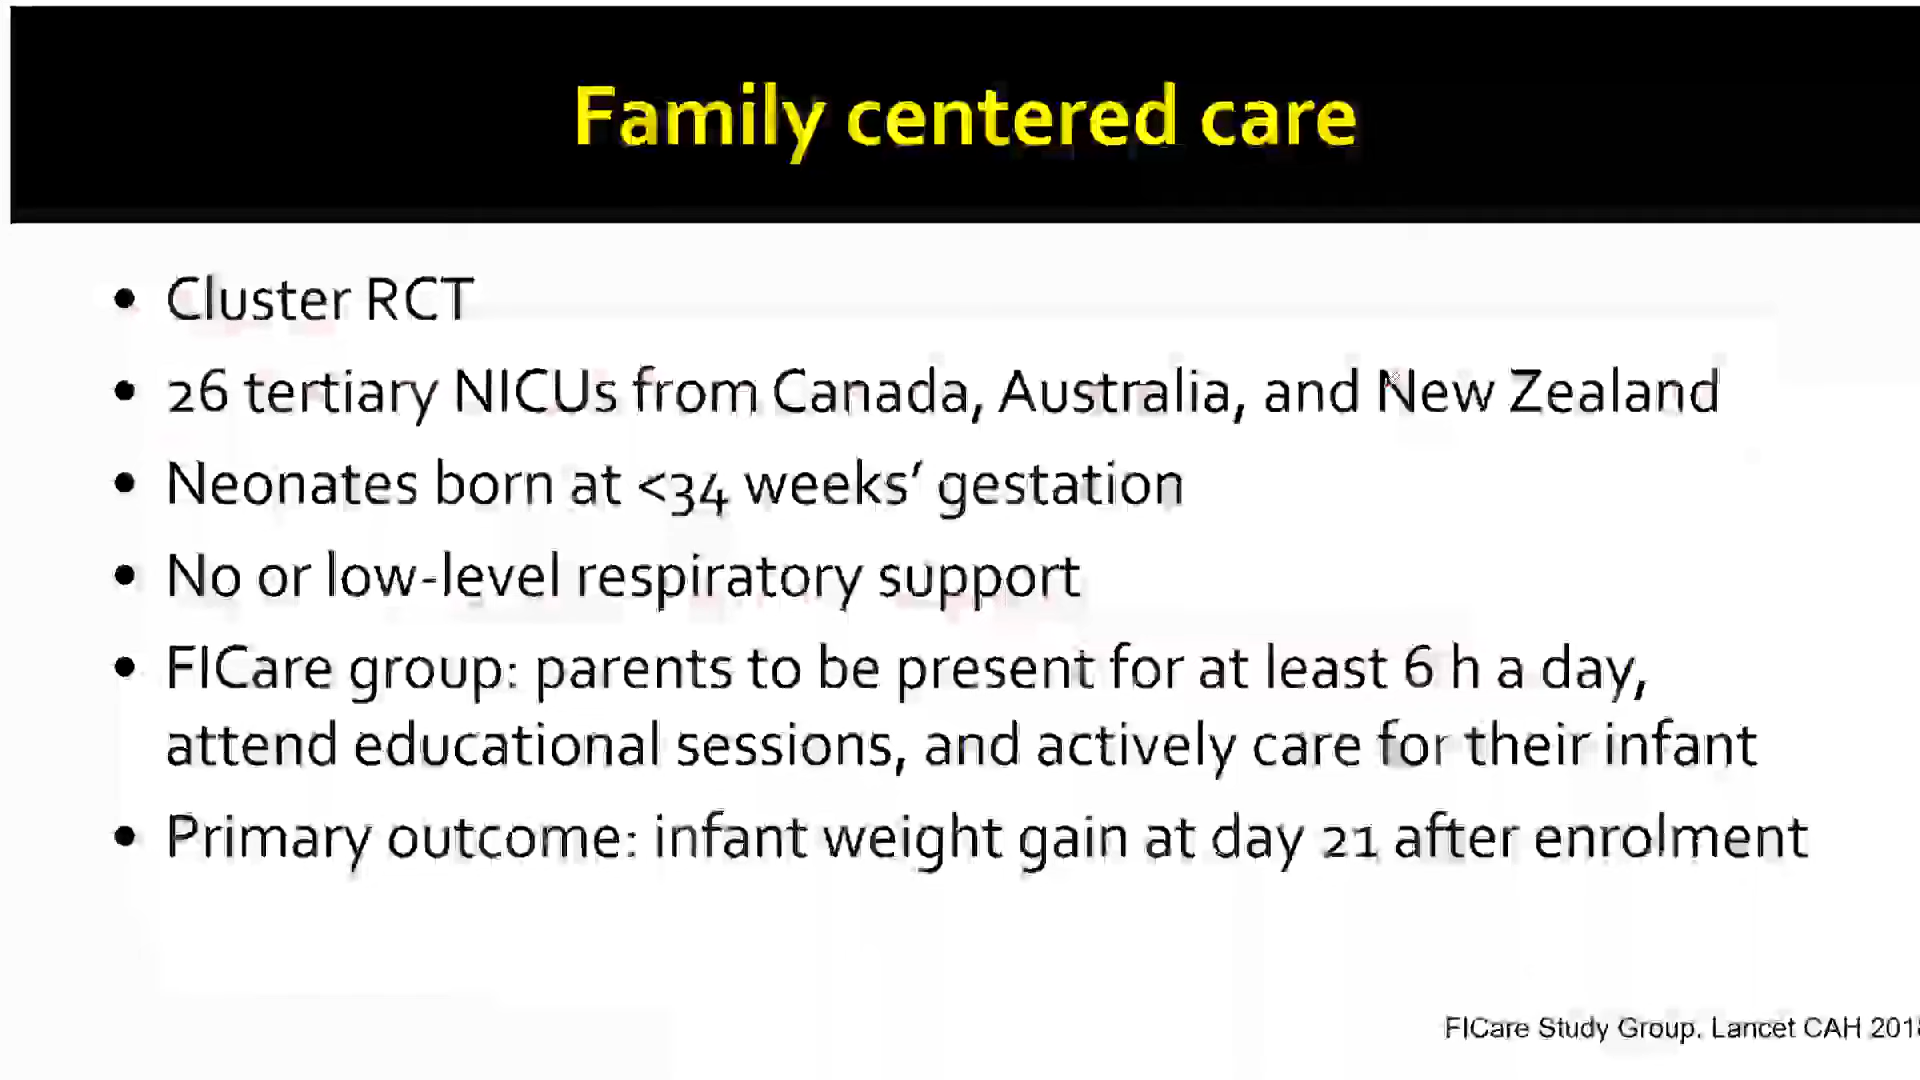 Family centered care
• Cluster RCT
• 26 tertiary NICUs from Canada, Australia, and New Zealand
• Neonates born at <34 weeks’ gestation
• No or low-level respiratory support
• FICare group: parents to be present for at least 6 h a day,
attend educational sessions, and actively care for their infant
• Primary outcome: infant weight gain at day 21 after enrolment
FICare Study Group. Lancet CAH